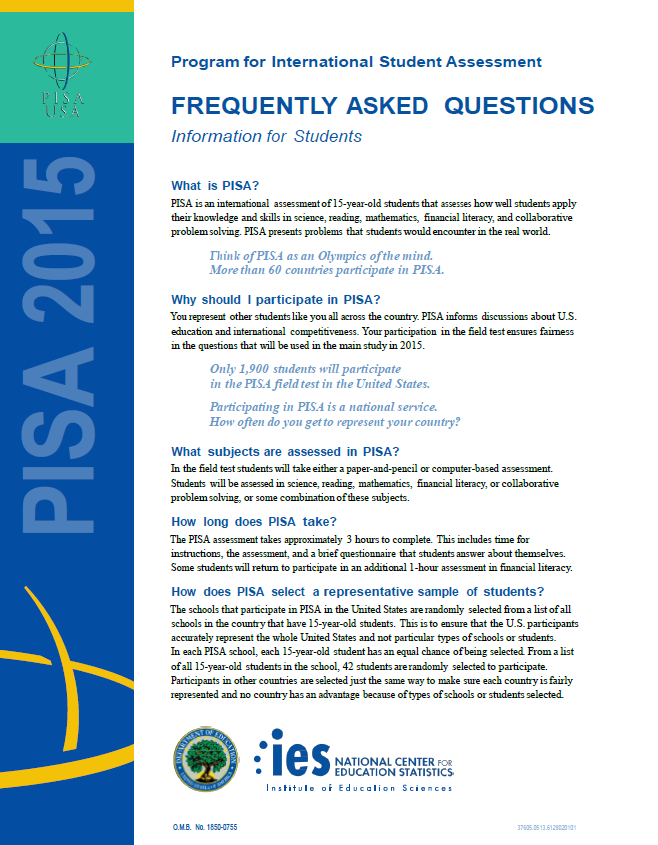 PISA
USA
PISA 2015
Program for International Student Assessment
FREQUENTLY ASKED QUESTIONS
Information for Students
What is PISA?
PISA is an international assessment of 15-year-old students that assesses how well students apply
their knowledge and skills in science, reading, mathematics, financial literacy, and collaborative
problem solving. PISA presents problems that students would encounter in the real world.
Think of PISA as an Olympics of the mind.
More than 60 countries participate in PISA.
Why should I participate in PISA?
You represent other students like you all across the country. PISA informs discussions about U.S.
education and international competitiveness. Your participation in the field test ensures fairness
in the questions that will be used in the main study in 2015.
Only 1,900 students will participate
in the PISA field test in the United States.
Participating in PISA is a national service.
How often do you get to represent your country?
What subjects are assessed in PISA?
In the field test students will take either a paper-and-pencil or computer-based assessment.
Students will be assessed in science, reading, mathematics, financial literacy, or collaborative
problem solving, or some combination of these subjects.
How long does PISA take?
The PISA assessment takes approximately 3 hours to complete. This includes time for
instructions, the assessment, and a brief questionnaire that students answer about themselves.
Some students will return to participate in an additional 1-hour assessment in financial literacy.
How does PISA select a representative sample of students?
The schools that participate in PISA in the United States are randomly selected from a list of all
schools in the country that have 15-year-old students. This is to ensure that the U.S. participants
accurately represent the whole United States and not particular types of schools or students.
In each PISA school, each 15-year-old student has an equal chance of being selected. From a list
of all 15-year-old students in the school, 42 students are randomly selected to participate.
Participants in other countries are selected just the same way to make sure each country is fairly
represented and no country has an advantage because of types of schools or students selected.
DEPARTMENT OF EDUCATION
UNITED STATES OF AMERICA
ies NATIONAL CENTER FOR
EDUCATION STATISTICS
Institute of Education Sciences
O.M.B. No. 1850-0755
37605.0513.6128020101